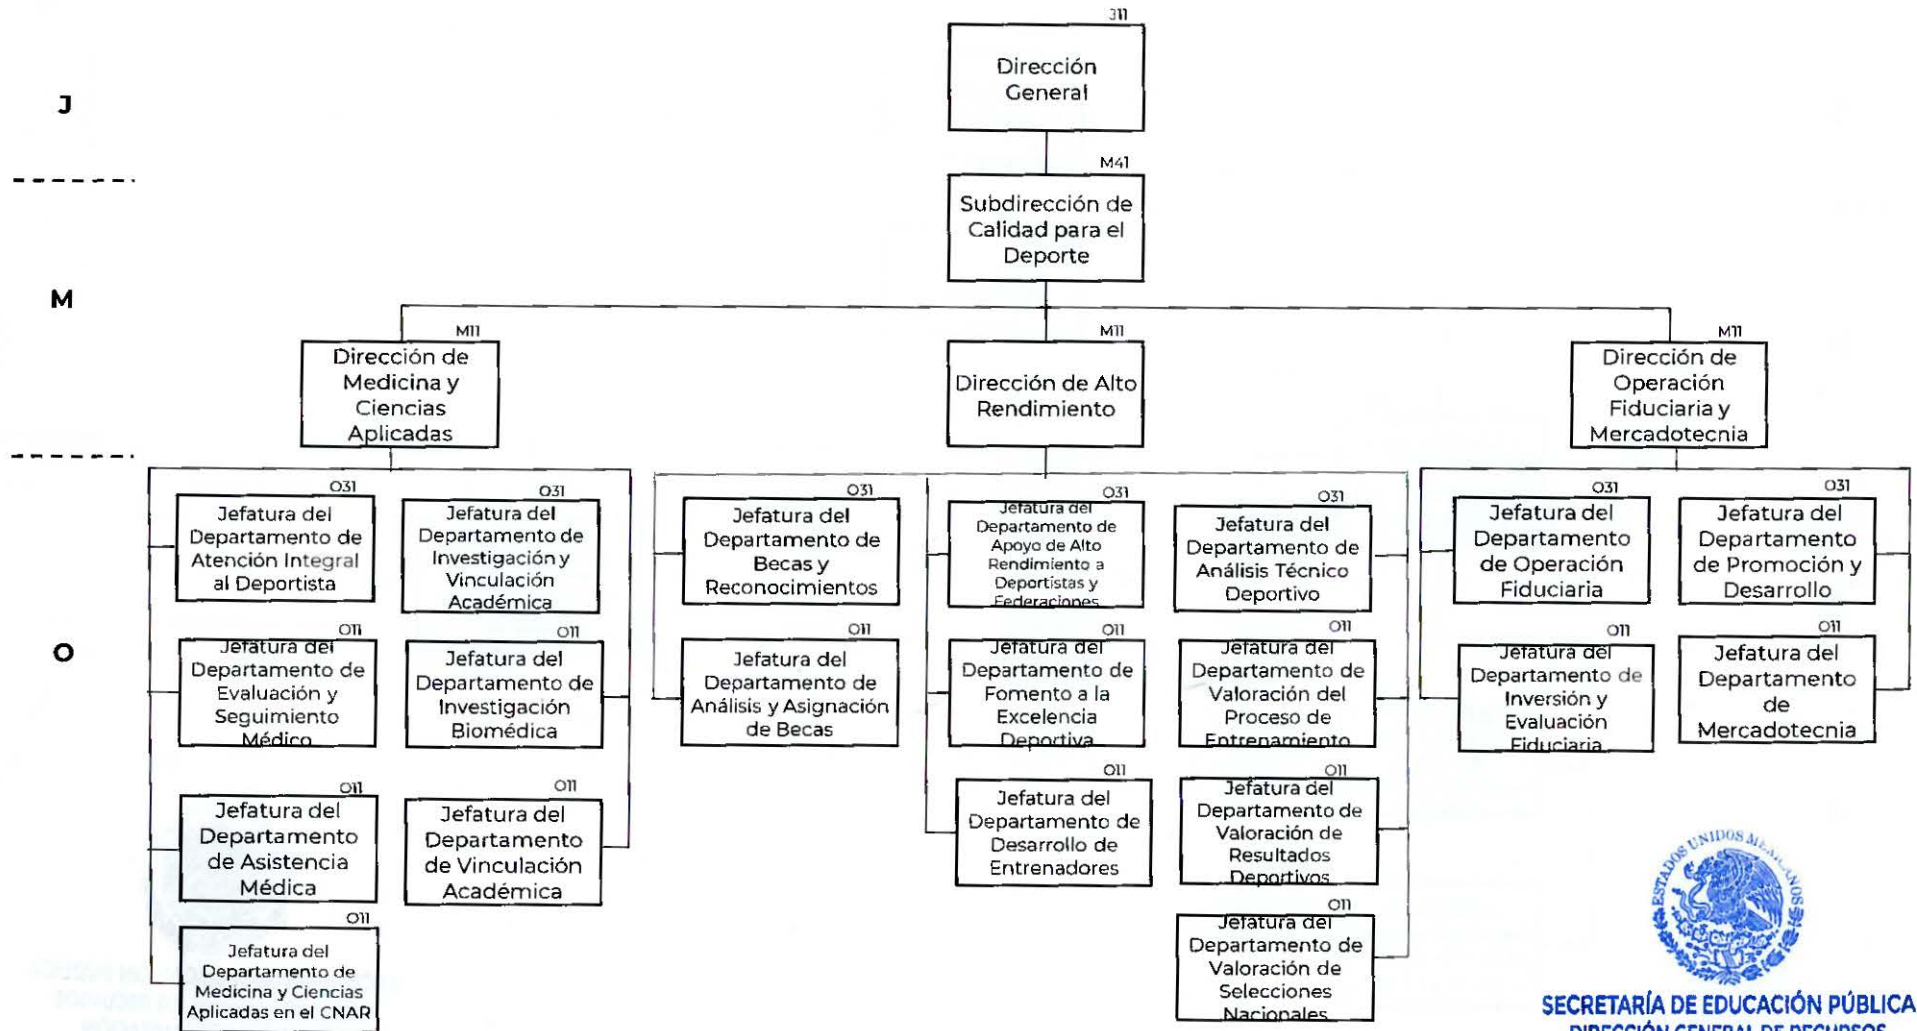 J11
Dirección
General
J
M41
Subdirección de
Calidad para el
Deporte
M
M11
Dirección de
Medicina y
Ciencias
Aplicadas
M11
Dirección de Alto
Rendimiento
M11
Dirección de
Operación
Fiduciaria y
Mercadotecnia
O
O31
Jefatura del
Departamento de
Atención Integral
al Deportista
O31
Jefatura del
Departamento de
Investigación y
Vinculación
Académica
O11
Jefatura del
Departamento de
Evaluación y
Seguimiento
Médico
O11
Jefatura del
Departamento de
Investigación
Biomédica
O11
Jefatura del
Departamento
de Asistencia
Médica
O11
Jefatura del
Departamento
de Vinculación
Académica
O11
Jefatura del
Departamento de
Medicina y Ciencias
Aplicadas en el CNAR
O31
Jefatura del
Departamento de
Becas y
Reconocimientos
O11
Jefatura del
Departamento de
Análisis y Asignación
de Becas
O31
Jefatura del
Departamento de
Apoyo de Alto
Rendimiento a
Deportistas y
Federaciones
O11
Jefatura del
Departamento de
Fomento a la
Excelencia
Deportiva
O11
Jefatura del
Departamento de
Desarrollo de
Entrenadores
O31
Jefatura del
Departamento de
Análisis Técnico
Deportivo
O11
Jefatura del
Departamento de
Valoración del
Proceso de
Entrenamiento
O11
Jefatura del
Departamento de
Valoración de
Resultados
Deportivos
O11
Jefatura del
Departamento de
Valoración de
Selecciones
Nacionales
O31
Jefatura del
Departamento
de Operación
Fiduciaria
O31
Jefatura del
Departamento
de Promoción y
Desarrollo
O11
Jefatura del
Departamento de
Inversión y
Evaluación
Fiduciaria
O11
Jefatura del
Departamento
de
Mercadotecnia
ESTADOS UNIDOS MEXICANOS
SECRETARÍA DE EDUCACIÓN PÚBLICA
DIRECCIÓN GENERAL DE RECURSOS